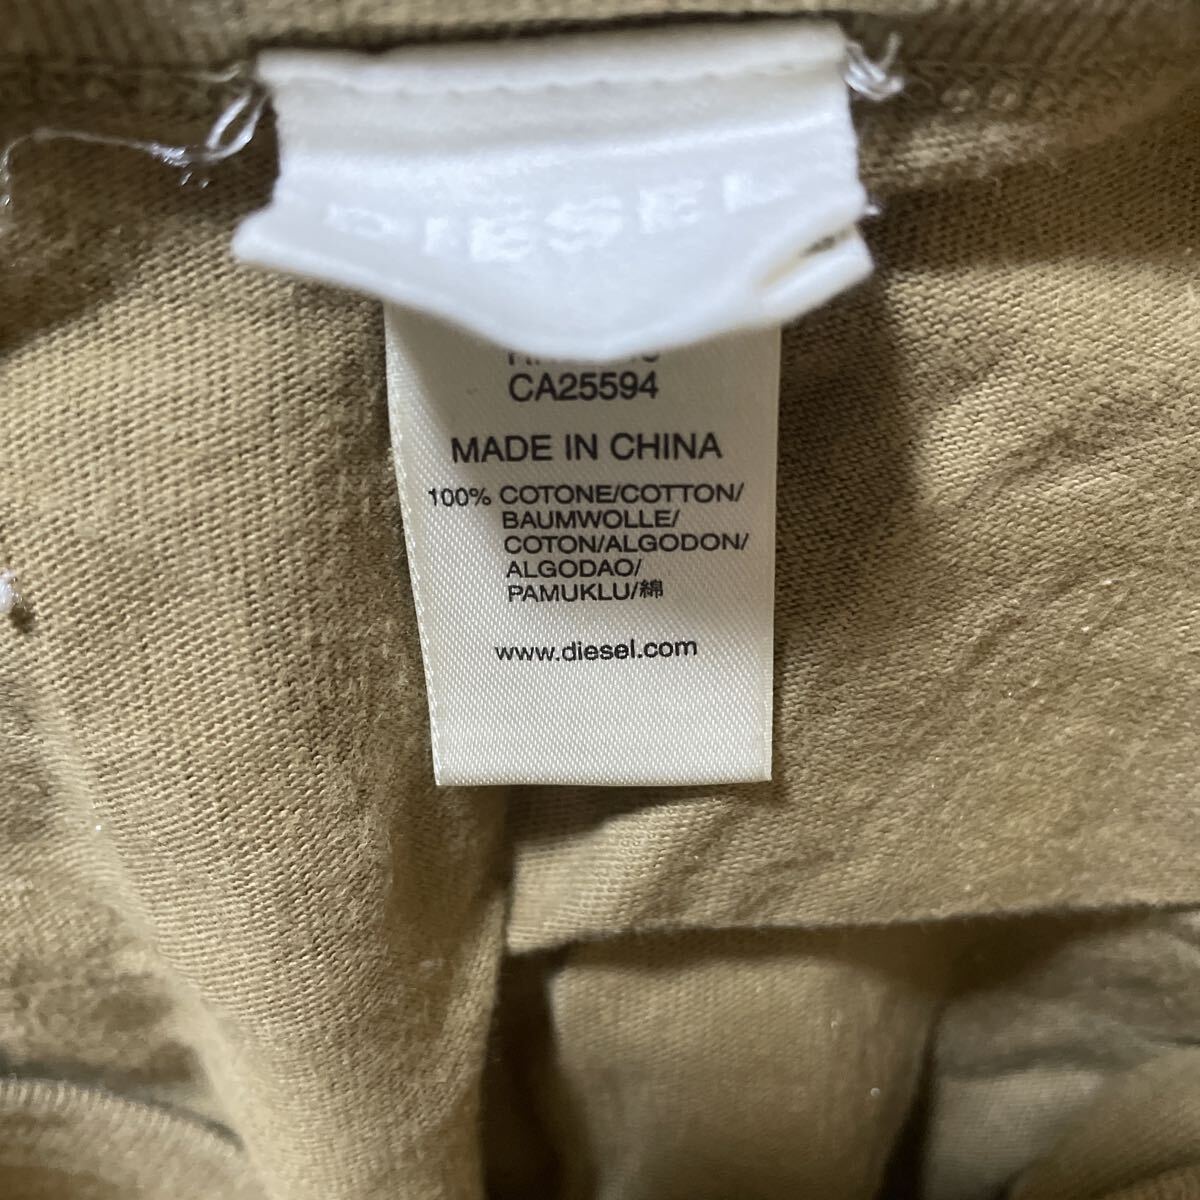 DIESEL
CA25594
MADE IN CHINA
100% COTONE/COTTON/
BAUMWOLLE/
COTON/ALGODON/
ALGODAO/
PAMUKLU/綿
www.diesel.com